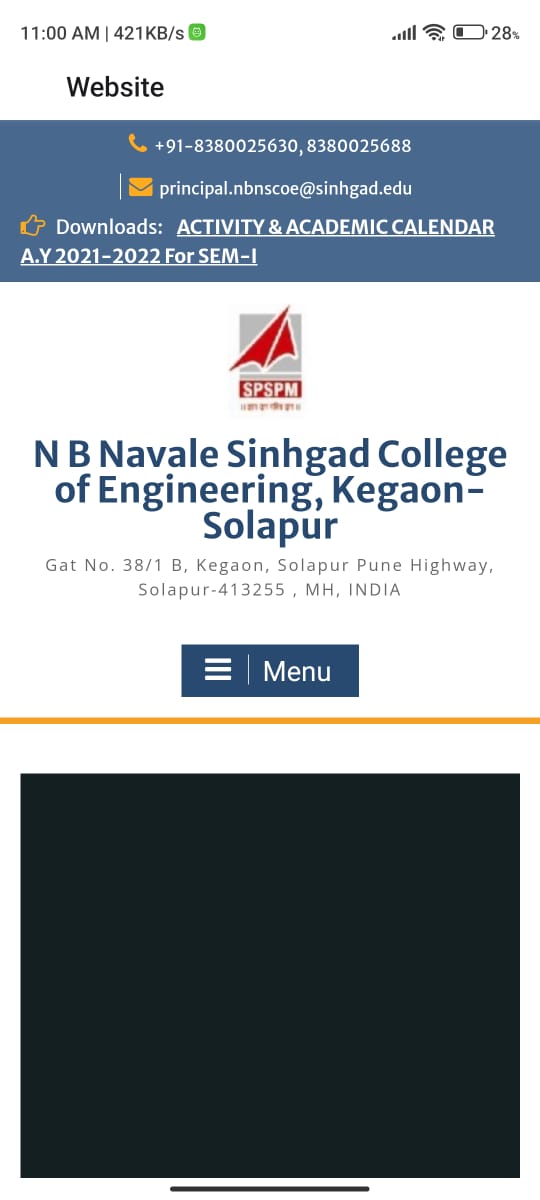 11:00 AM | 421KB/s
28%
Website
+91-8380025630, 8380025688
principal.nbnscoe@sinhgad.edu
Downloads: ACTIVITY & ACADEMIC CALENDAR
A.Y 2021-2022 For SEM-I
SPSPM
N B Navale Sinhgad College
of Engineering, Kegaon-
Solapur
Gat No. 38/1 B, Kegaon, Solapur Pune Highway,
Solapur-413255 , MH, INDIA
Menu